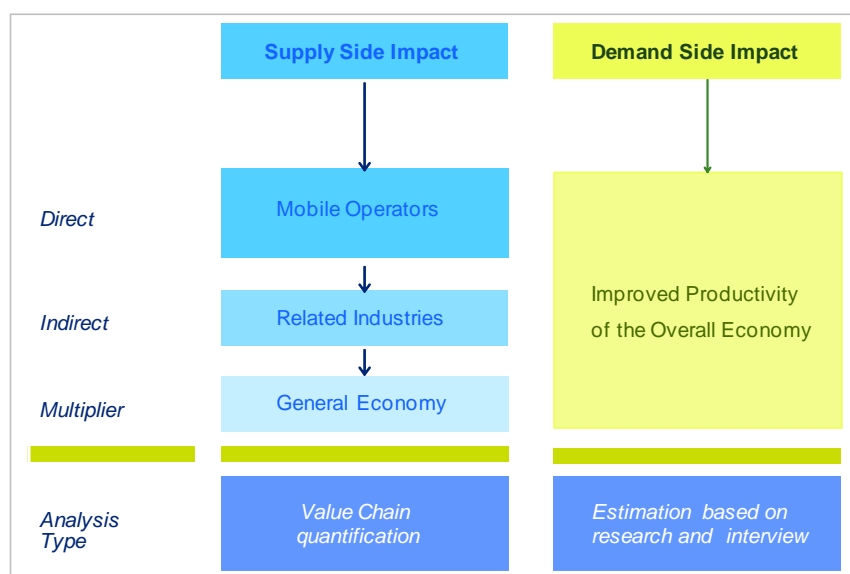 Supply Side Impact
Demand Side Impact
Direct
Mobile Operators
Indirect
Related Industries
Improved Productivity
of the Overall Economy
Multiplier
General Economy
Analysis
Type
Value Chain
quantification
Estimation based on
research and interview